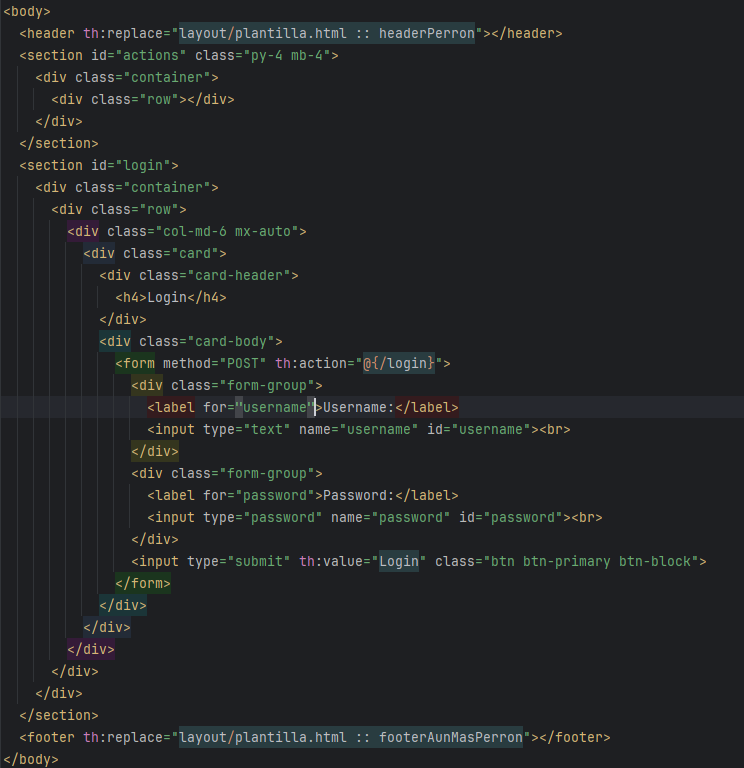 <body>
<header th:replace="layout/plantilla.html :: headerPerron"></header>
<section id="actions" class="py-4 mb-4">
<div class="container">
<div class="row"></div>
</div>
</section>
<section id="login">
<div class="container">
<div class="row">
<div class="col-md-6 mx-auto">
<div class="card">
<div class="card-header">
<h4>Login</h4>
</div>
<div class="card-body">
<form method="POST" th:action="@{/login}">
<div class="form-group">
<label for="username">Username:</label>
<input type="text" name="username" id="username"><br>
</div>
<div class="form-group">
<label for="password">Password:</label>
<input type="password" name="password" id="password"><br>
</div>
<input type="submit" th:value="Login" class="btn btn-primary btn-block">
</form>
</div>
</div>
</div>
</div>
</div>
</section>
<footer th:replace="layout/plantilla.html :: footerAunMasPerron"></footer>
</body>